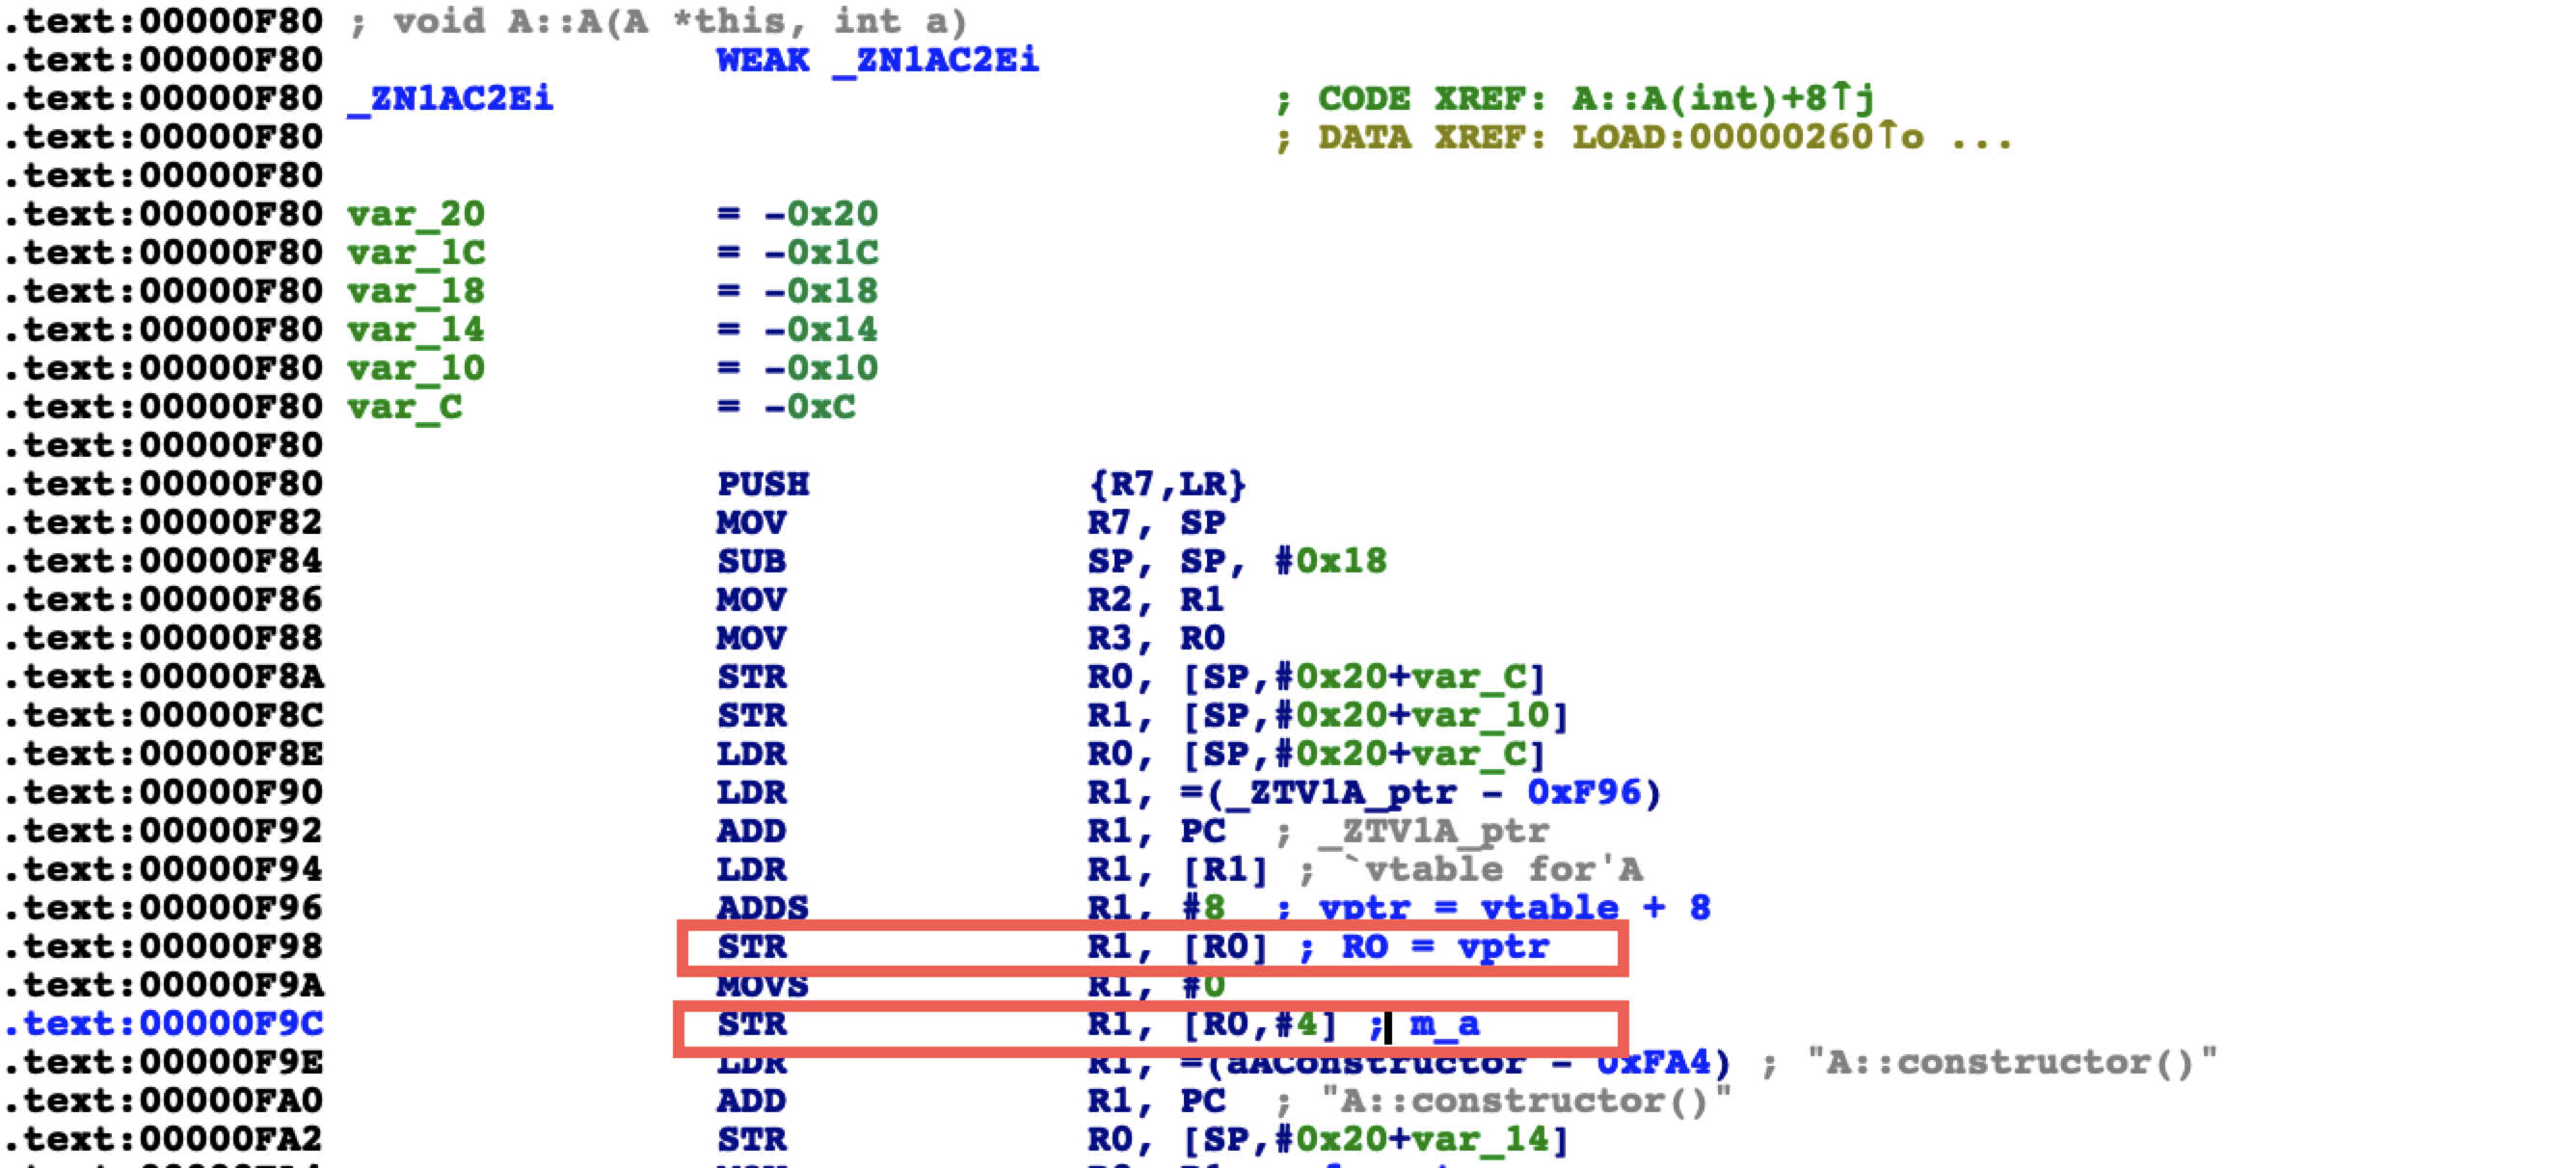 .text:00000F80 ; void A::A(A *this, int a)
.text:00000F80 WEAK _ZN1AC2Ei
.text:00000F80 _ZN1AC2Ei ; CODE XREF: A::A(int)+8↑j
.text:00000F80 ; DATA XREF: LOAD:00000260↑o ...
.text:00000F80
.text:00000F80 var_20 = -0x20
.text:00000F80 var_1C = -0x1C
.text:00000F80 var_18 = -0x18
.text:00000F80 var_14 = -0x14
.text:00000F80 var_10 = -0x10
.text:00000F80 var_C = -0xC
.text:00000F80
.text:00000F80 PUSH {R7,LR}
.text:00000F82 MOV R7, SP
.text:00000F84 SUB SP, SP, #0x18
.text:00000F86 MOV R2, R1
.text:00000F88 MOV R3, R0
.text:00000F8A STR R0, [SP,#0x20+var_C]
.text:00000F8C STR R1, [SP,#0x20+var_10]
.text:00000F8E LDR R0, [SP,#0x20+var_C]
.text:00000F90 LDR R1, =(_ZTV1A_ptr - 0xF96)
.text:00000F92 ADD R1, PC ; _ZTV1A_ptr
.text:00000F94 LDR R1, [R1] ; `vtable for'A
.text:00000F96 ADDS R1, #8 ; vptr = vtable + 8
.text:00000F98 STR R1, [R0] ; RO = vptr
.text:00000F9A MOVS R1, #0
.text:00000F9C STR R1, [R0,#4] ; m_a
.text:00000F9E LDR R1, =(aAConstructor - 0xFA4) ; "A::constructor()"
.text:00000FA0 ADD R1, PC ; "A::constructor()"
.text:00000FA2 STR R0, [SP,#0x20+var_14]